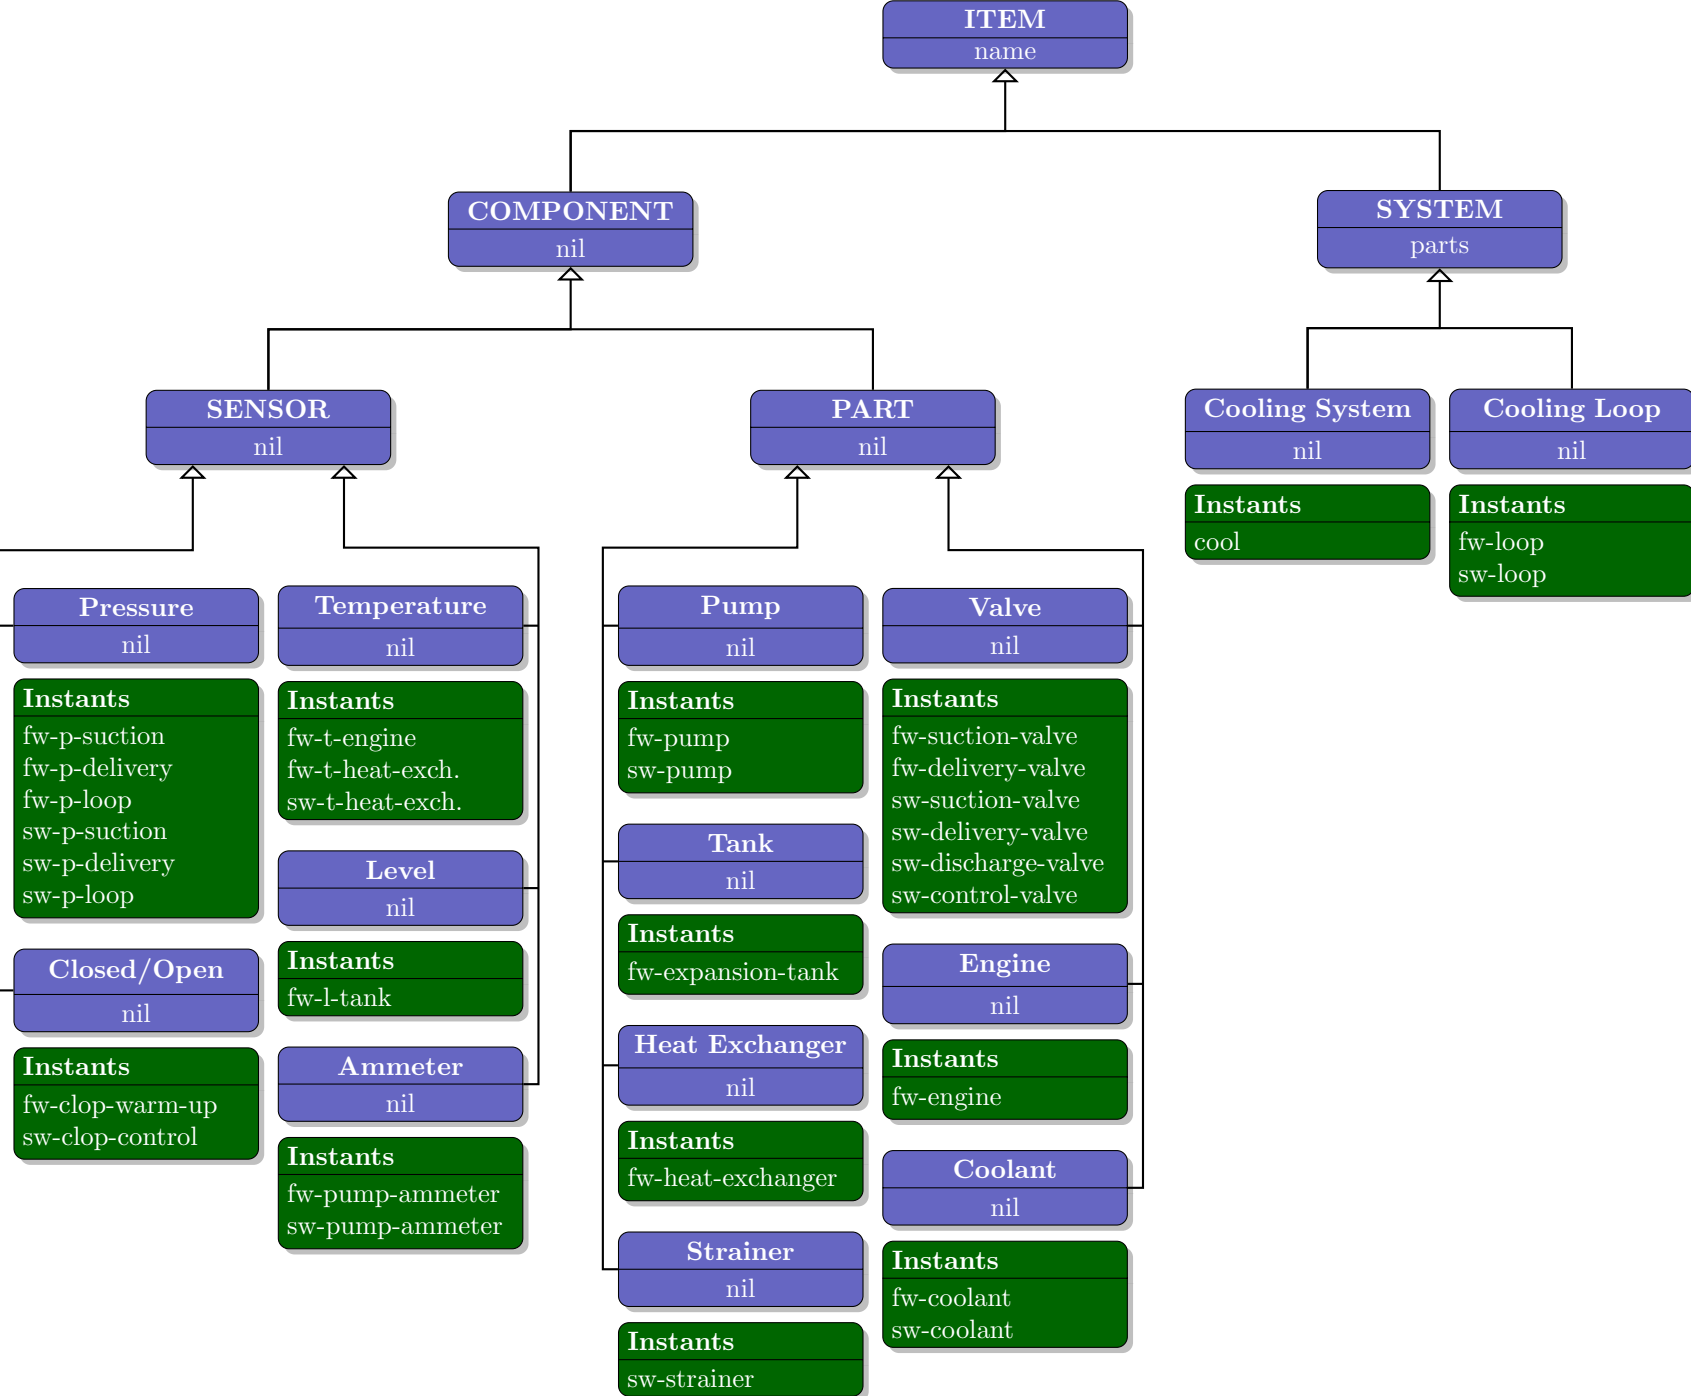 ITEM
name
COMPONENT
nil
SYSTEM
parts
SENSOR
nil
PART
nil
Cooling System
nil
Instants
cool
Cooling Loop
nil
Instants
fw-loop
sw-loop
Pressure
nil
Instants
fw-p-suction
fw-p-delivery
fw-p-loop
sw-p-suction
sw-p-delivery
sw-p-loop
Closed/Open
nil
Instants
fw-clop-warm-up
sw-clop-control
Temperature
nil
Instants
fw-t-engine
fw-t-heat-exch.
sw-t-heat-exch.
Level
nil
Instants
fw-l-tank
Ammeter
nil
Instants
fw-pump-ammeter
sw-pump-ammeter
Pump
nil
Instants
fw-pump
sw-pump
Tank
nil
Instants
fw-expansion-tank
Heat Exchanger
nil
Instants
fw-heat-exchanger
Strainer
nil
Instants
sw-strainer
Valve
nil
Instants
fw-suction-valve
fw-delivery-valve
sw-suction-valve
sw-delivery-valve
sw-discharge-valve
sw-control-valve
Engine
nil
Instants
fw-engine
Coolant
nil
Instants
fw-coolant
sw-coolant